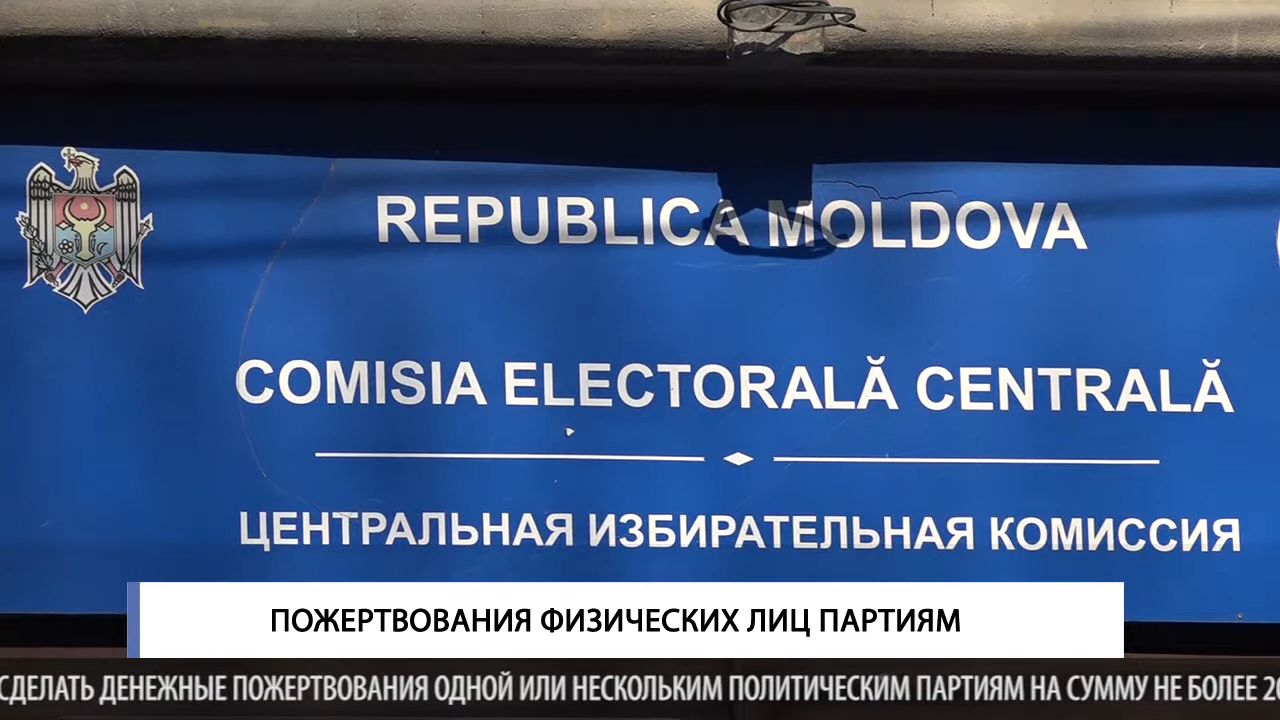 REPUBLICA MOLDOVA
COMISIA ELECTORALĂ CENTRALĂ
ЦЕНТРАЛЬНАЯ ИЗБИРАТЕЛЬНАЯ КОМИССИЯ
ПОЖЕРТВОВАНИЯ ФИЗИЧЕСКИХ ЛИЦ ПАРТИЯМ
СДЕЛАТЬ ДЕНЕЖНЫЕ ПОЖЕРТВОВАНИЯ ОДНОЙ ИЛИ НЕСКОЛЬКИМ ПОЛИТИЧЕСКИМ ПАРТИЯМ НА СУММУ НЕ БОЛЕЕ